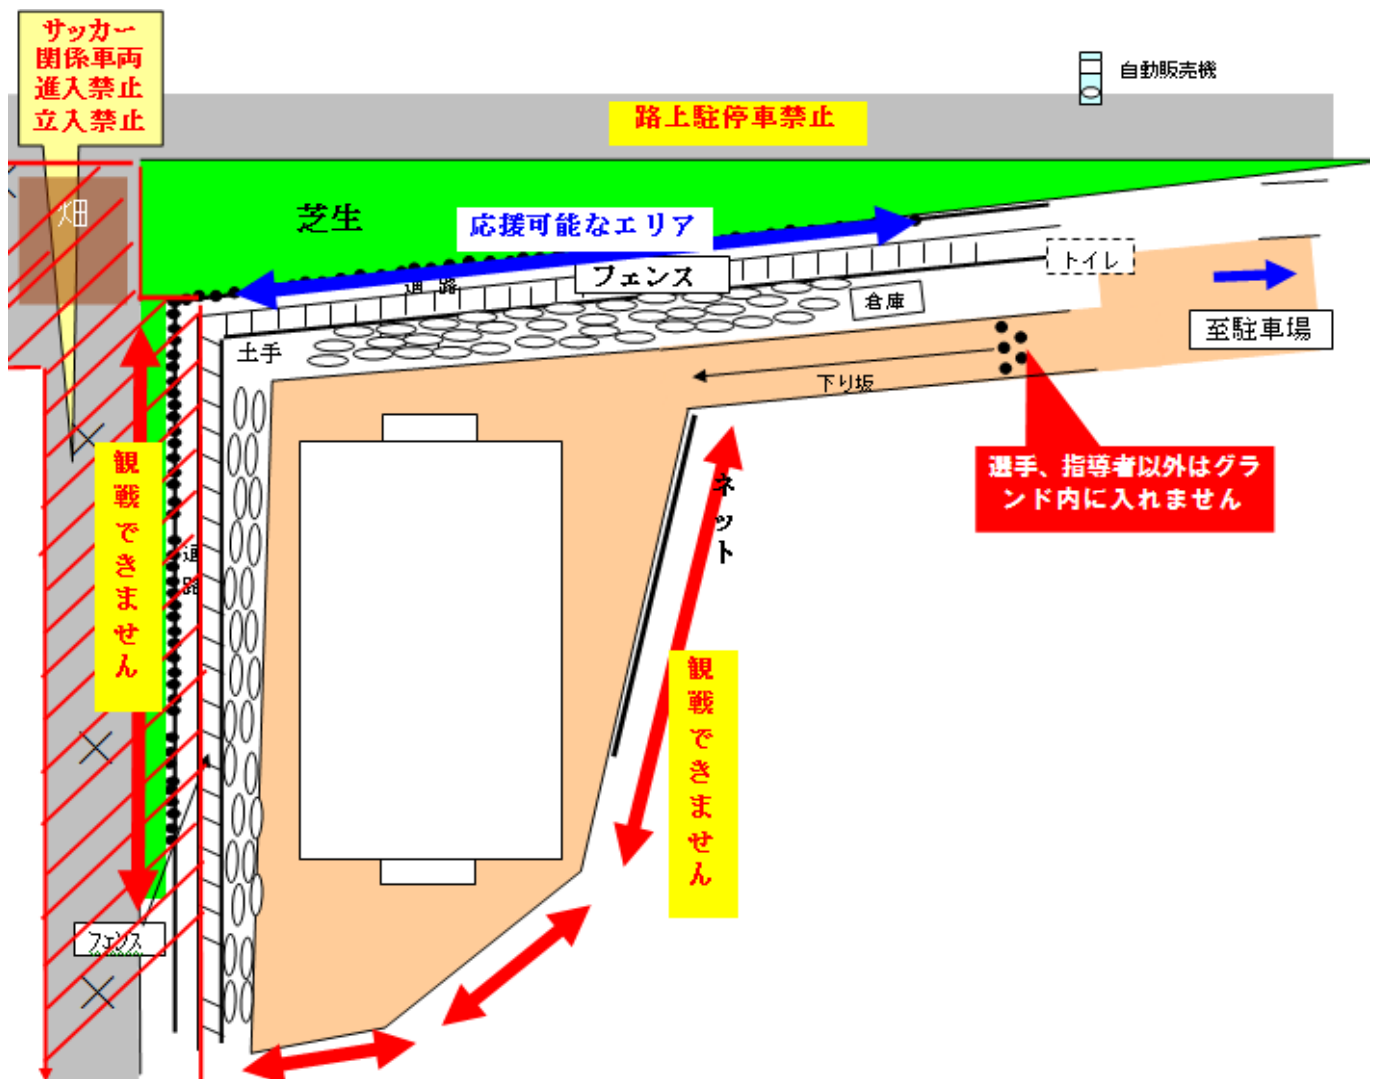 サッカー
関係車両
進入禁止
立入禁止
自動販売機
路上駐停車禁止
畑
芝生
応援可能なエリア
通路
フェンス
トイレ
倉庫
至駐車場
土手
下り坂
選手、指導者以外はグラ
ンド内に入れません
観戦できません
ネット
通路
観戦できません
フェンス